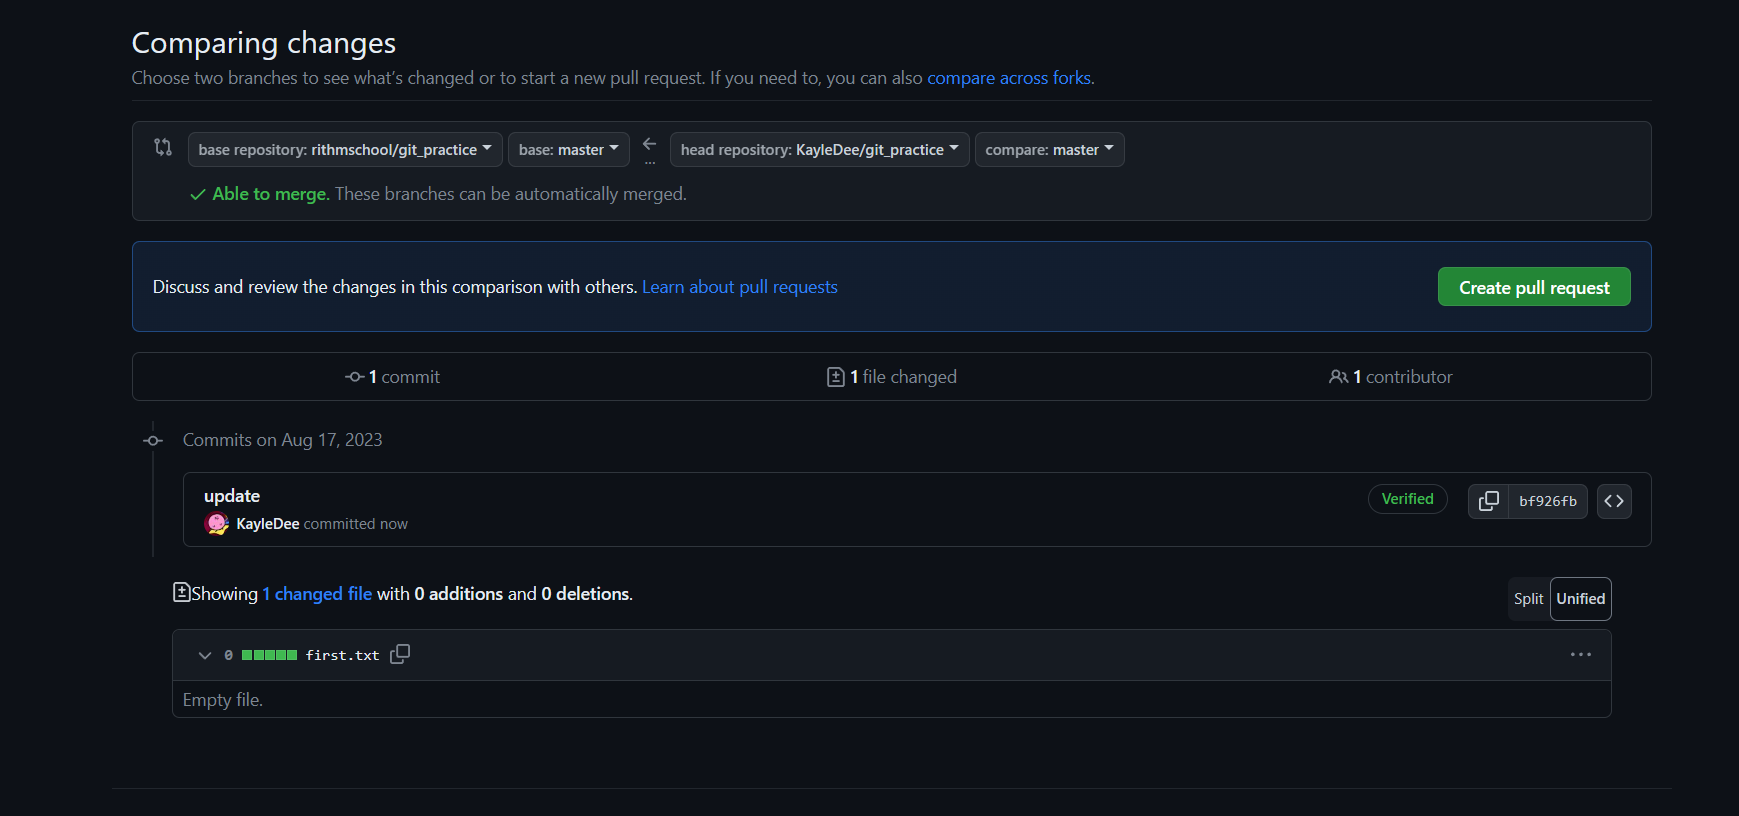 Comparing changes
Choose two branches to see what's changed or to start a new pull request. If you need to, you can also compare across forks.
base repository: rithmschool/git_practice base: master ... head repository: KayleDee/git_practice compare: master
Able to merge. These branches can be automatically merged.
Discuss and review the changes in this comparison with others. Learn about pull requests Create pull request
1 commit 1 file changed 1 contributor
Commits on Aug 17, 2023
update Verified bf926fb
KayleDee committed now
Showing 1 changed file with 0 additions and 0 deletions. Split Unified
0 first.txt
Empty file.